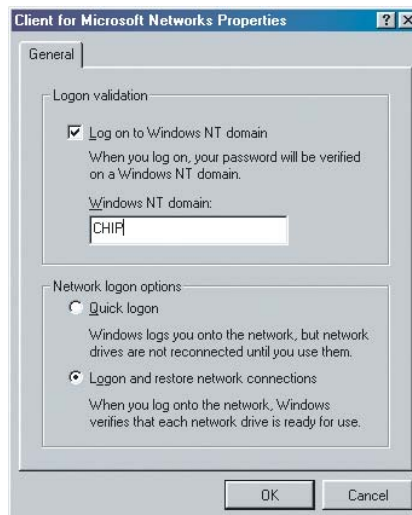 Client for Microsoft Networks Properties
General
Logon validation
Log on to Windows NT domain
When you log on, your password will be verified
on a Windows NT domain.
Windows NT domain:
CHIP
Network logon options
Quick logon
Windows logs you onto the network, but network
drives are not reconnected until you use them.
Logon and restore network connections
When you log onto the network, Windows
verifies that each network drive is ready for use.
OK
Cancel